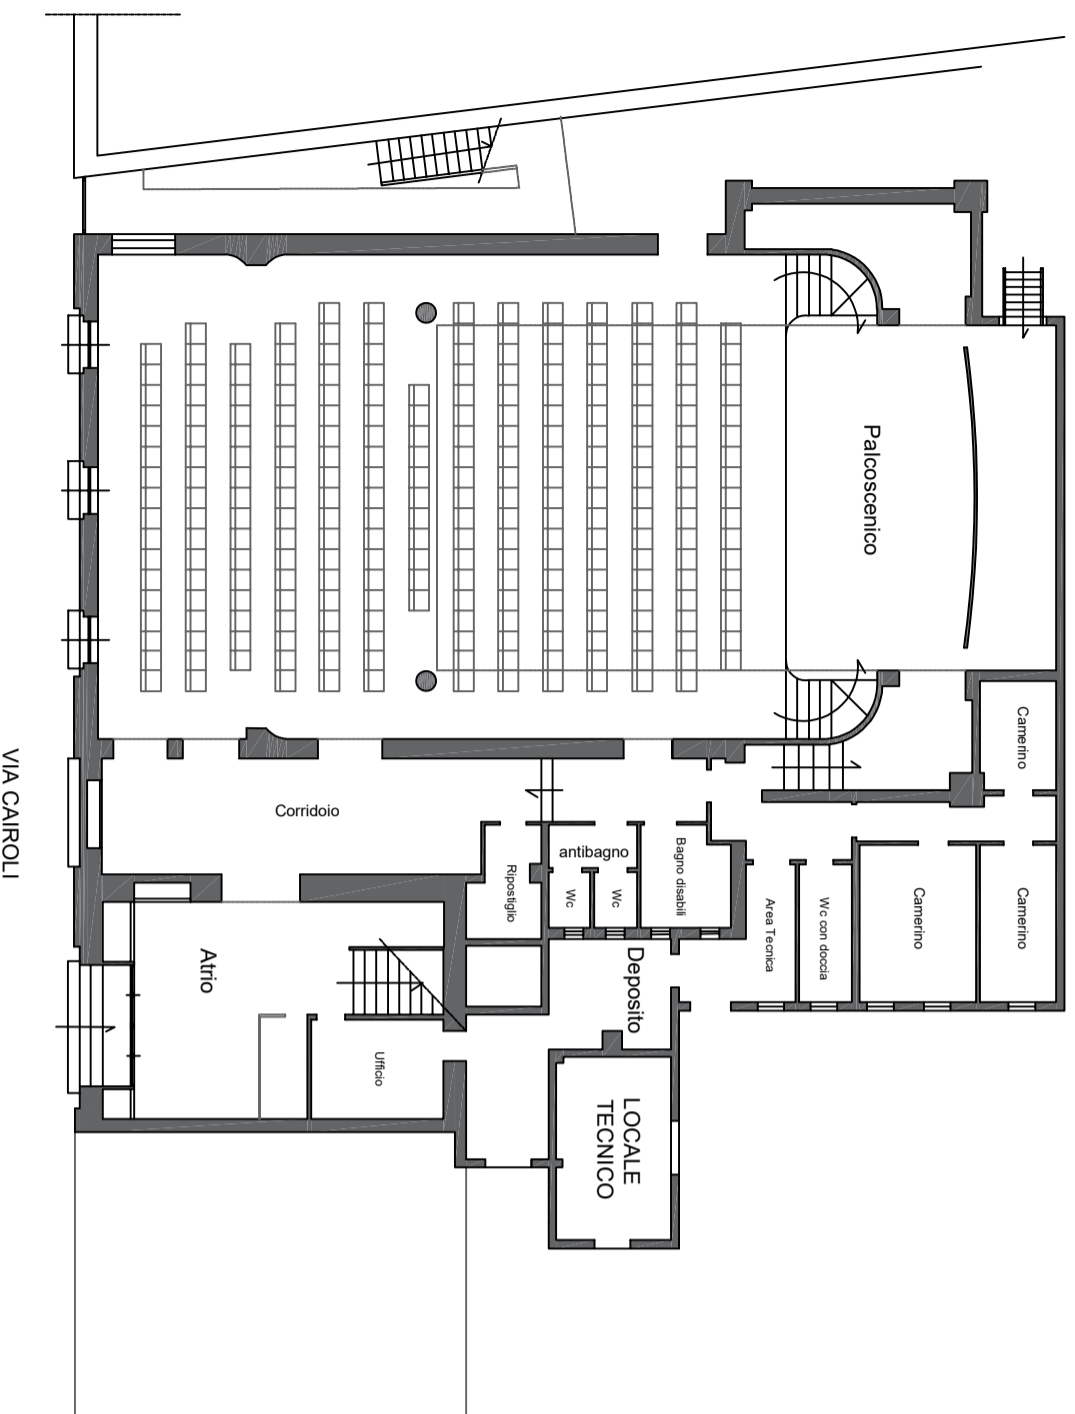 Palcoscenico
Camerino
VIA CAIROLI
Corridoio
antibagno
Bagno disabili
Ripostiglio
Wc
Wc
Area Tecnica
Wc con doccia
Camerino
Camerino
Atrio
Deposito
Ufficio
LOCALE
TECNICO